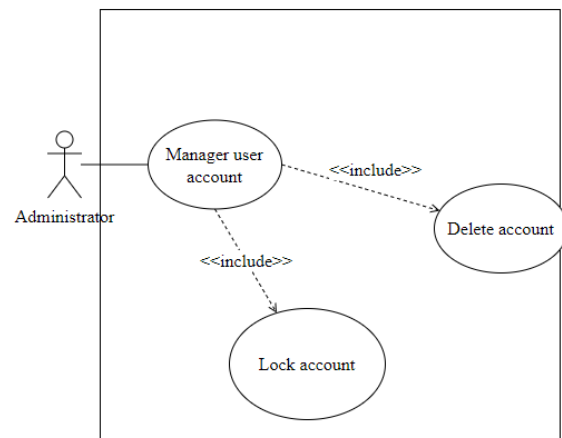 Manager user
account
<<include>>
Administrator
Delete account
<<include>>
Lock account